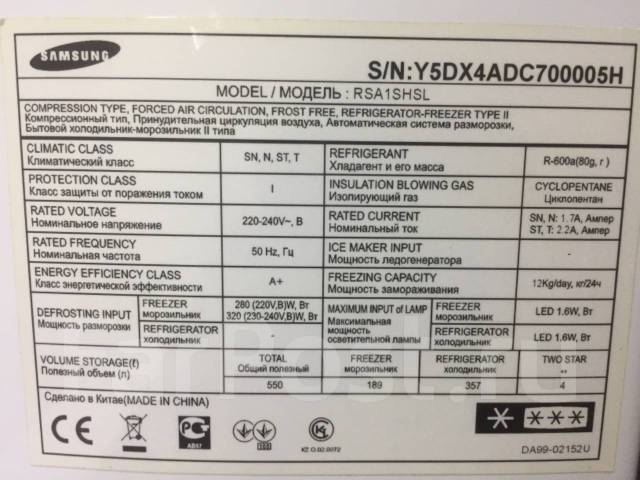 SAMSUNG
S/N:Y5DX4ADC700005H
MODEL / МОДЕЛЬ : RSA1SHSL
COMPRESSION TYPE, FORCED AIR CIRCULATION, FROST FREE, REFRIGERATOR-FREEZER TYPE II
Компрессионный тип, Принудительная циркуляция воздуха, Автоматическая система разморозки,
Бытовой холодильник-морозильник II типа
CLIMATIC CLASS
Климатический класс
SN, N, ST, T
REFRIGERANT
Хладагент и его масса
R-600a(80g, г.)
PROTECTION CLASS
Класс защиты от поражения током
I
INSULATION BLOWING GAS
Изолирующий газ
CYCLOPENTANE
Циклопентан
RATED VOLTAGE
Номинальное напряжение
220-240V~, В
RATED CURRENT
Номинальный ток
SN, N: 1.7A, Ампер
ST, T: 2.2A, Ампер
RATED FREQUENCY
Номинальная частота
50 Hz, Гц
ICE MAKER INPUT
Мощность ледогенератора
-
ENERGY EFFICIENCY CLASS
Класс энергетической эффективности
A+
FREEZING CAPACITY
Мощность замораживания
12Kg/day, кг/24ч
DEFROSTING INPUT
Мощность разморозки
FREEZER
морозильник
280 (220V,В)W, Вт
320 (230-240V,В)W, Вт
REFRIGERATOR
холодильник
-
MAXIMUM INPUT of LAMP
Максимальная
мощность
осветительной лампы
FREEZER
морозильник
LED 1.6W, Вт
REFRIGERATOR
холодильник
LED 1.6W, Вт
VOLUME STORAGE(ℓ)
Полезный объем (л)
TOTAL
Общий полезный
FREEZER
морозильник
REFRIGERATOR
холодильник
TWO STAR
**
550
189
357
4
Сделано в Китае(MADE IN CHINA)
CE
РС
АВ57
KZ.O.02.0072
* ***
DA99-02152U
FarPost.ru